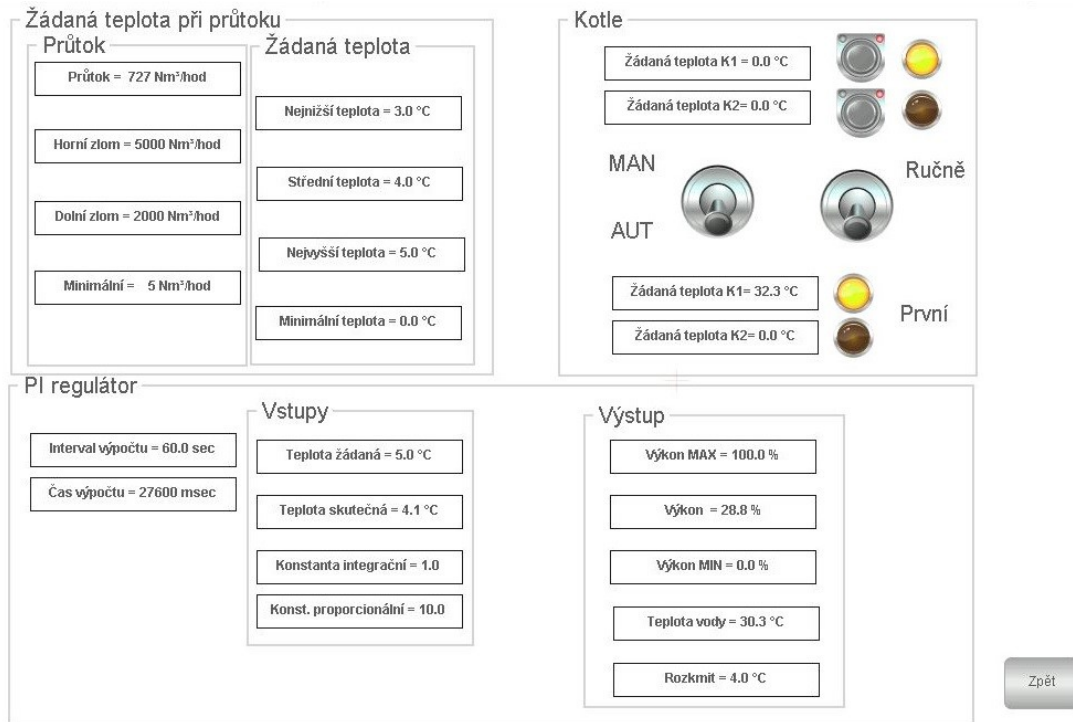 Žádaná teplota při průtoku
Průtok
Průtok = 727 Nm³/hod
Horní zlom = 5000 Nm³/hod
Dolní zlom = 2000 Nm³/hod
Minimální = 5 Nm³/hod
Žádaná teplota
Nejnižší teplota = 3.0 °C
Střední teplota = 4.0 °C
Nejvyšší teplota = 5.0 °C
Minimální teplota = 0.0 °C
Kotle
Žádaná teplota K1 = 0.0 °C
Žádaná teplota K2= 0.0 °C
MAN
Ručně
AUT
Žádaná teplota K1= 32.3 °C
Žádaná teplota K2= 0.0 °C
První
PI regulátor
Interval výpočtu = 60.0 sec
Čas výpočtu = 27600 msec
Vstupy
Teplota žádaná = 5.0 °C
Teplota skutečná = 4.1 °C
Konstanta integrační = 1.0
Konst. proporcionální = 10.0
Výstup
Výkon MAX = 100.0 %
Výkon = 28.8 %
Výkon MIN = 0.0 %
Teplota vody = 30.3 °C
Rozkmit = 4.0 °C
Zpět